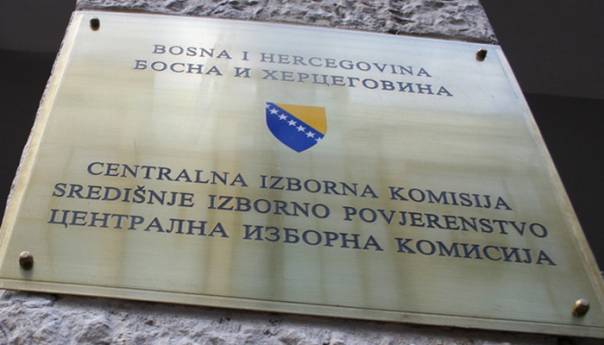 BOSNA I HERCEGOVINA
БОСНА И ХЕРЦЕГОВИНА
CENTRALNA IZBORNA KOMISIJA
SREDIŠNJE IZBORNO POVJERENSTVO
ЦЕНТРАЛНА ИЗБОРНА КОМИСИЈА